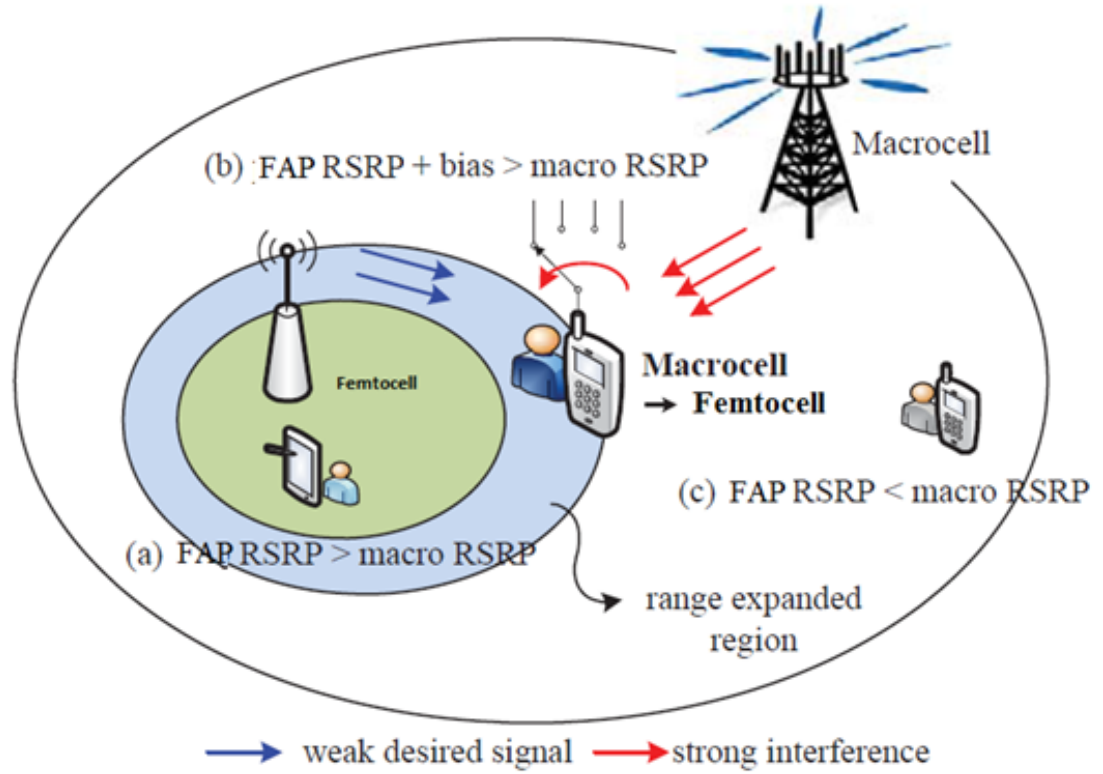 Macrocell
(b) FAP RSRP + bias > macro RSRP
Femtocell
Macrocell
→ Femtocell
(c) FAP RSRP < macro RSRP
(a) FAP RSRP > macro RSRP
range expanded
region
weak desired signal
strong interference